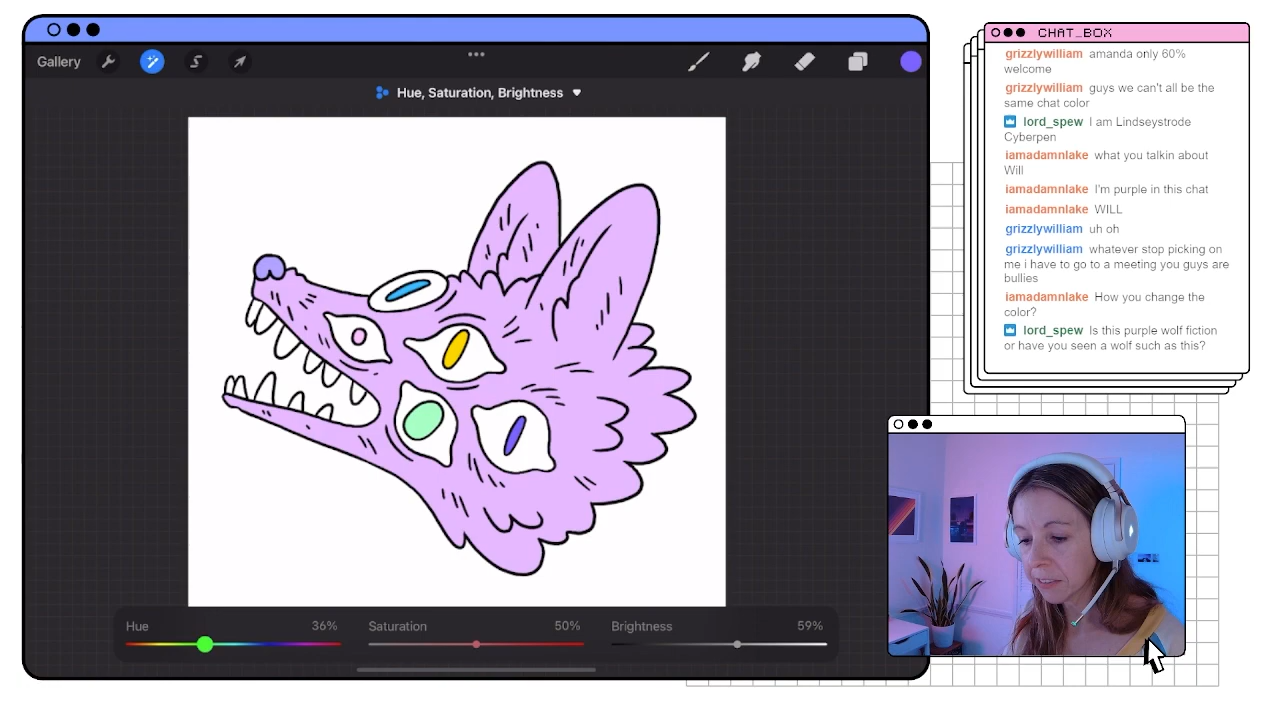 CHAT_BOX
Gallery
Hue, Saturation, Brightness
grizzlywilliam amanda only 60%
welcome
grizzlywilliam guys we can't all be the
same chat color
lord_spew I am Lindseystrode
Cyberpen
iamadamnlake what you talkin about
Will
iamadamnlake I'm purple in this chat
iamadamnlake WILL
grizzlywilliam uh oh
grizzlywilliam whatever stop picking on
me i have to go to a meeting you guys are
bullies
iamadamnlake How you change the
color?
lord_spew Is this purple wolf fiction
or have you seen a wolf such as this?
Hue 36%
Saturation 50%
Brightness 59%